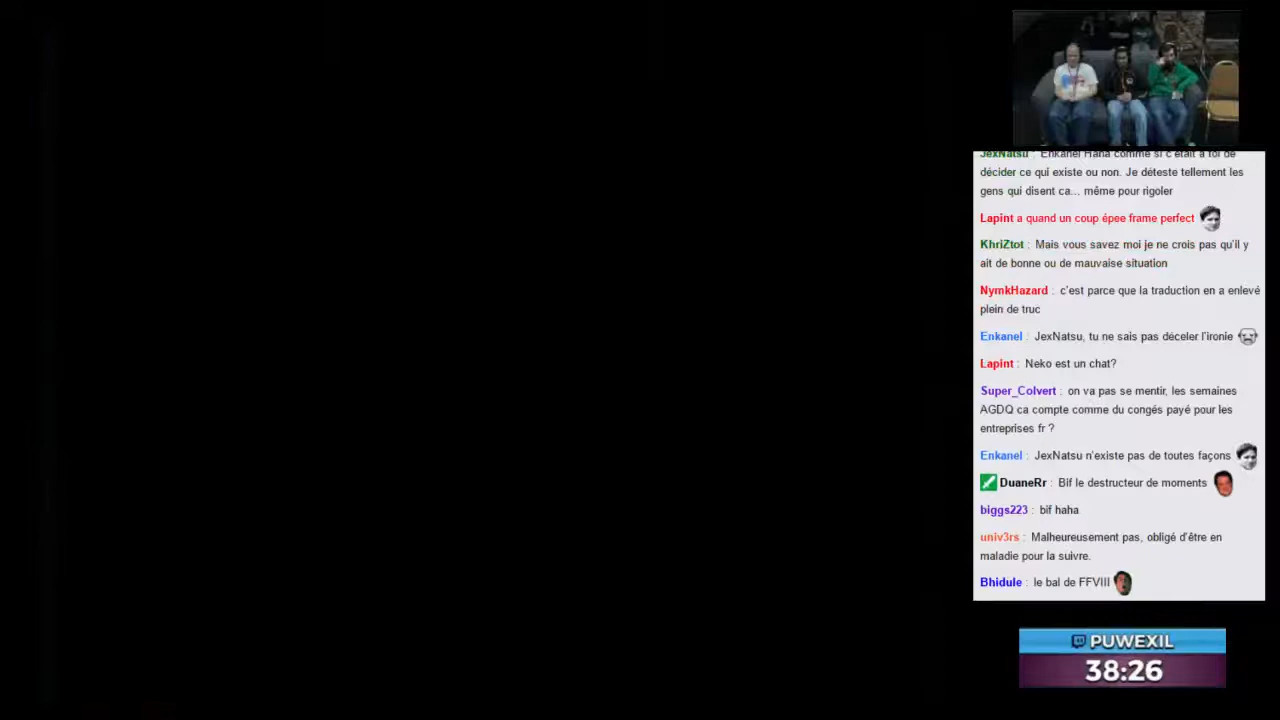 JexNatsu : Enkanel Haha comme si c'était à toi de
décider ce qui existe ou non. Je déteste tellement les
gens qui disent ca... même pour rigoler
Lapint a quand un coup épee frame perfect
KhriZtot : Mais vous savez moi je ne crois pas qu'il y
ait de bonne ou de mauvaise situation
NymkHazard : c'est parce que la traduction en a enlevé
plein de truc
Enkanel : JexNatsu, tu ne sais pas déceler l'ironie
Lapint : Neko est un chat?
Super_Colvert : on va pas se mentir, les semaines
AGDQ ca compte comme du congés payé pour les
entreprises fr ?
Enkanel : JexNatsu n'existe pas de toutes façons
DuaneRr : Bif le destructeur de moments
biggs223 : bif haha
univ3rs : Malheureusement pas, obligé d'être en
maladie pour la suivre.
Bhidule : le bal de FFVIII
PUWEXIL
38:26